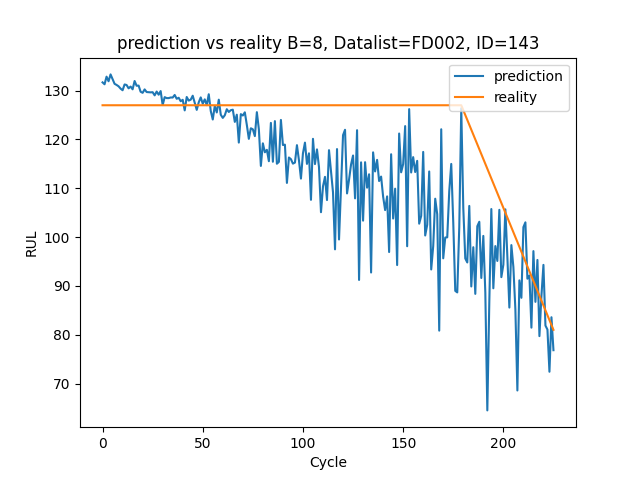 prediction vs reality B=8, Datalist=FD002, ID=143
prediction
reality
130
120
110
100
90
80
70
RUL
0
50
100
150
200
Cycle